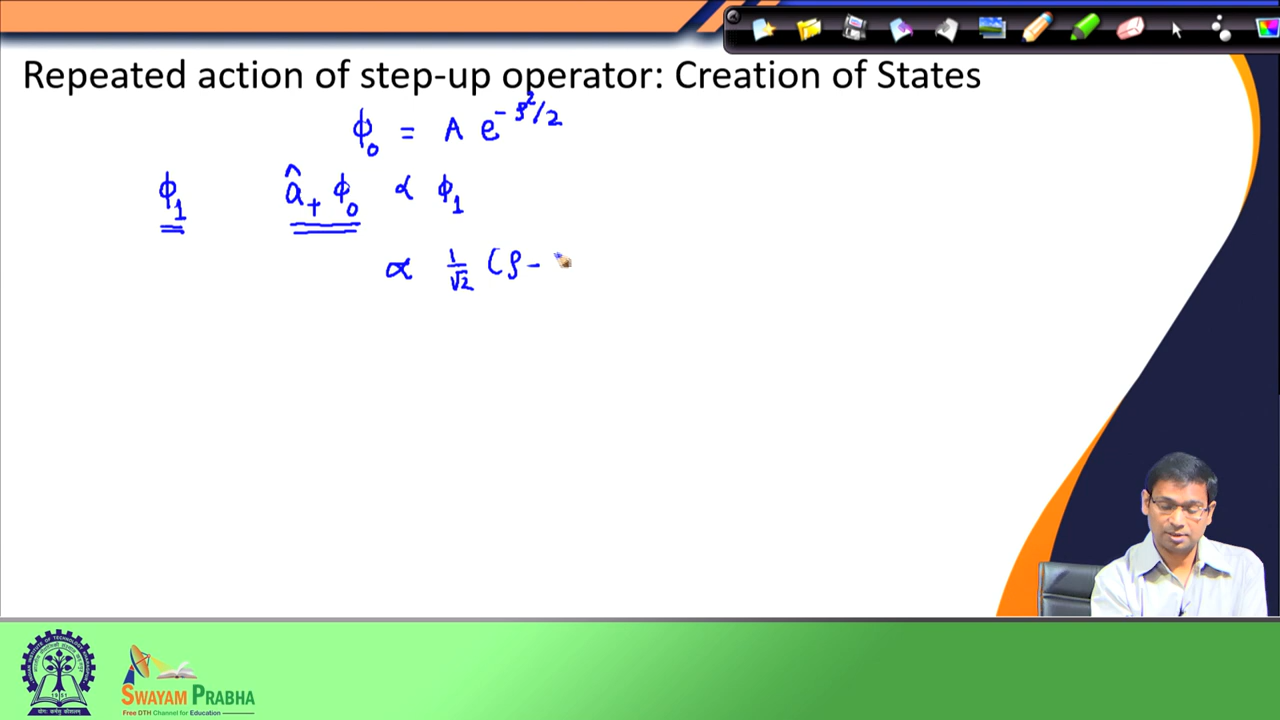 Repeated action of step-up operator: Creation of States
ϕ₀ = A e^(-ρ²/2)
ϕ₁ â₊ ϕ₀ ∝ ϕ₁
∝ 1/√2 (ρ −
SWAYAM PRABHA
Free DTH Channel for Education